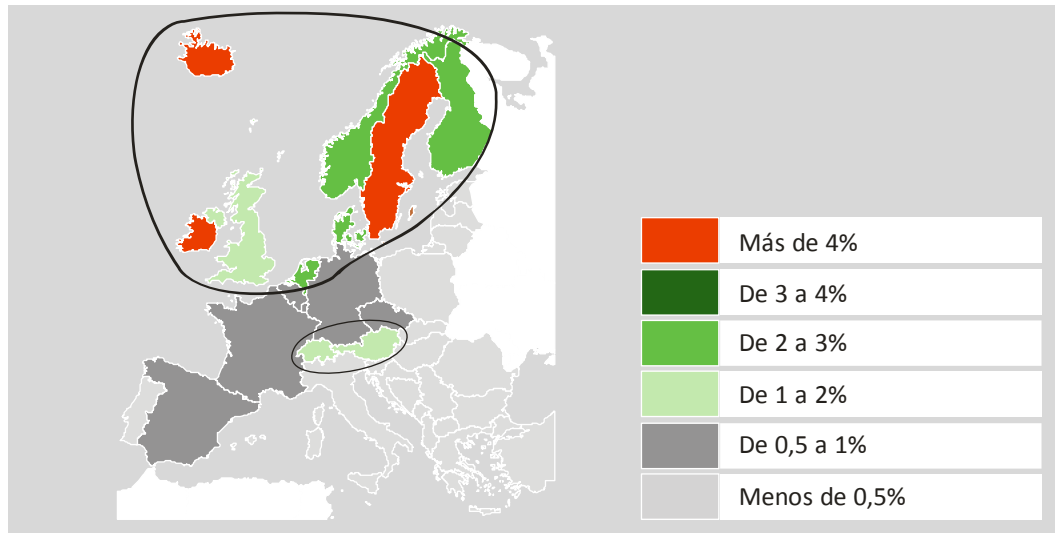 Más de 4%
De 3 a 4%
De 2 a 3%
De 1 a 2%
De 0,5 a 1%
Menos de 0,5%